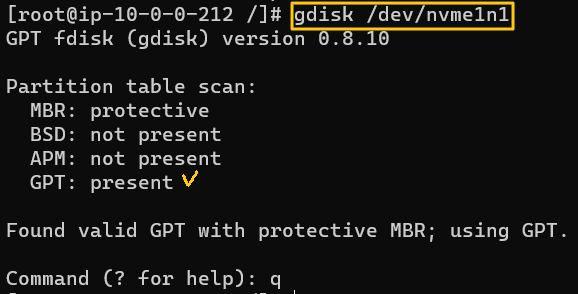 [root@ip-10-0-0-212 /]# gdisk /dev/nvme1n1
GPT fdisk (gdisk) version 0.8.10
Partition table scan:
MBR: protective
BSD: not present
APM: not present
GPT: present
Found valid GPT with protective MBR; using GPT.
Command (? for help): q